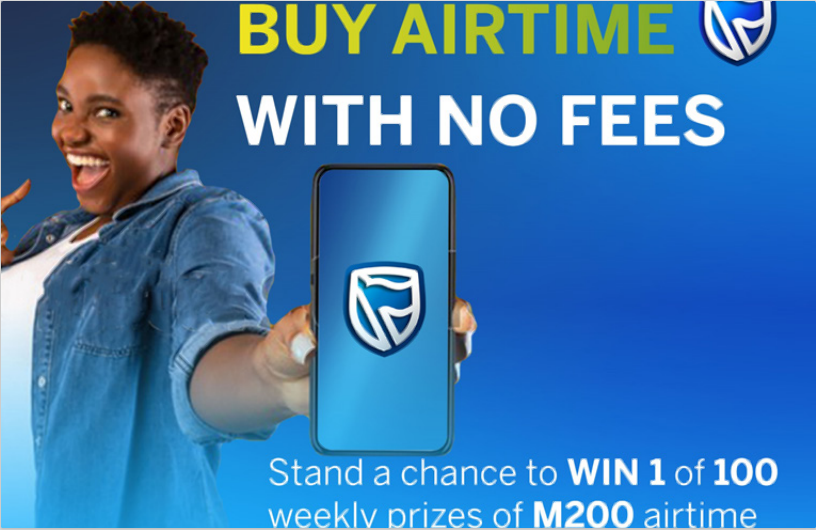 BUY AIRTIME
WITH NO FEES
Stand a chance to WIN 1 of 100
weekly prizes of M200 airtime